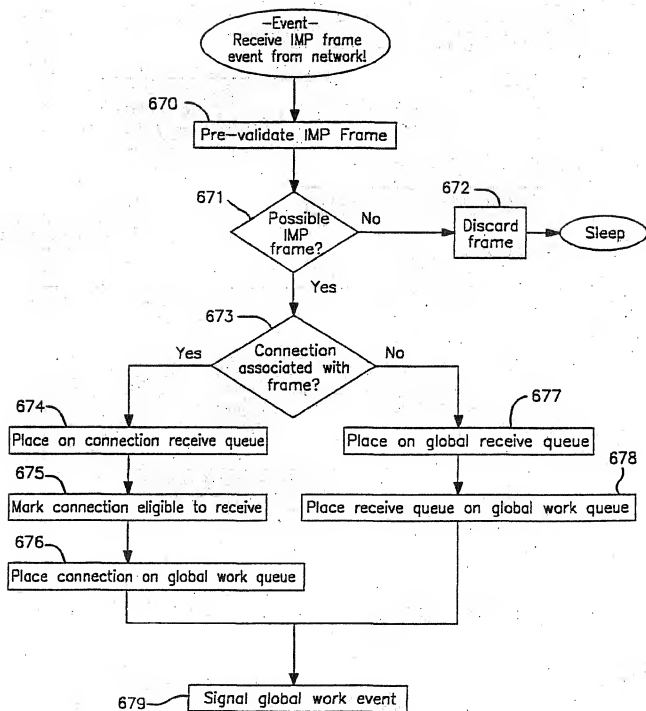 —Event—
Receive IMP frame
event from network!
670
Pre-validate IMP Frame
671
Possible
IMP
frame?
No
672
Discard
frame
Sleep
Yes
673
Yes
Connection
associated with
frame?
No
674
Place on connection receive queue
677
Place on global receive queue
675
Mark connection eligible to receive
678
Place receive queue on global work queue
676
Place connection on global work queue
679
Signal global work event